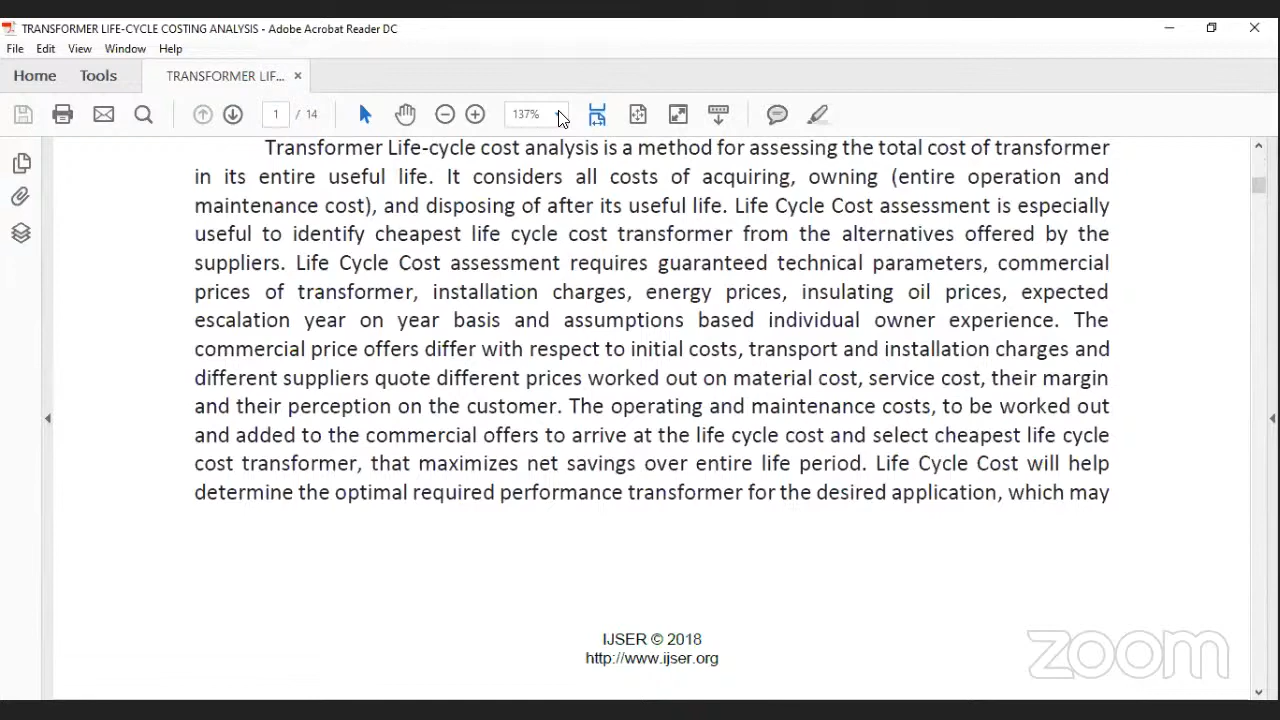 TRANSFORMER LIFE-CYCLE COSTING ANALYSIS - Adobe Acrobat Reader DC
File Edit View Window Help
Home Tools TRANSFORMER LIF... ×
1 / 14 137%
Transformer Life-cycle cost analysis is a method for assessing the total cost of transformer
in its entire useful life. It considers all costs of acquiring, owning (entire operation and
maintenance cost), and disposing of after its useful life. Life Cycle Cost assessment is especially
useful to identify cheapest life cycle cost transformer from the alternatives offered by the
suppliers. Life Cycle Cost assessment requires guaranteed technical parameters, commercial
prices of transformer, installation charges, energy prices, insulating oil prices, expected
escalation year on year basis and assumptions based individual owner experience. The
commercial price offers differ with respect to initial costs, transport and installation charges and
different suppliers quote different prices worked out on material cost, service cost, their margin
and their perception on the customer. The operating and maintenance costs, to be worked out
and added to the commercial offers to arrive at the life cycle cost and select cheapest life cycle
cost transformer, that maximizes net savings over entire life period. Life Cycle Cost will help
determine the optimal required performance transformer for the desired application, which may
IJSER © 2018
http://www.ijser.org
zoom